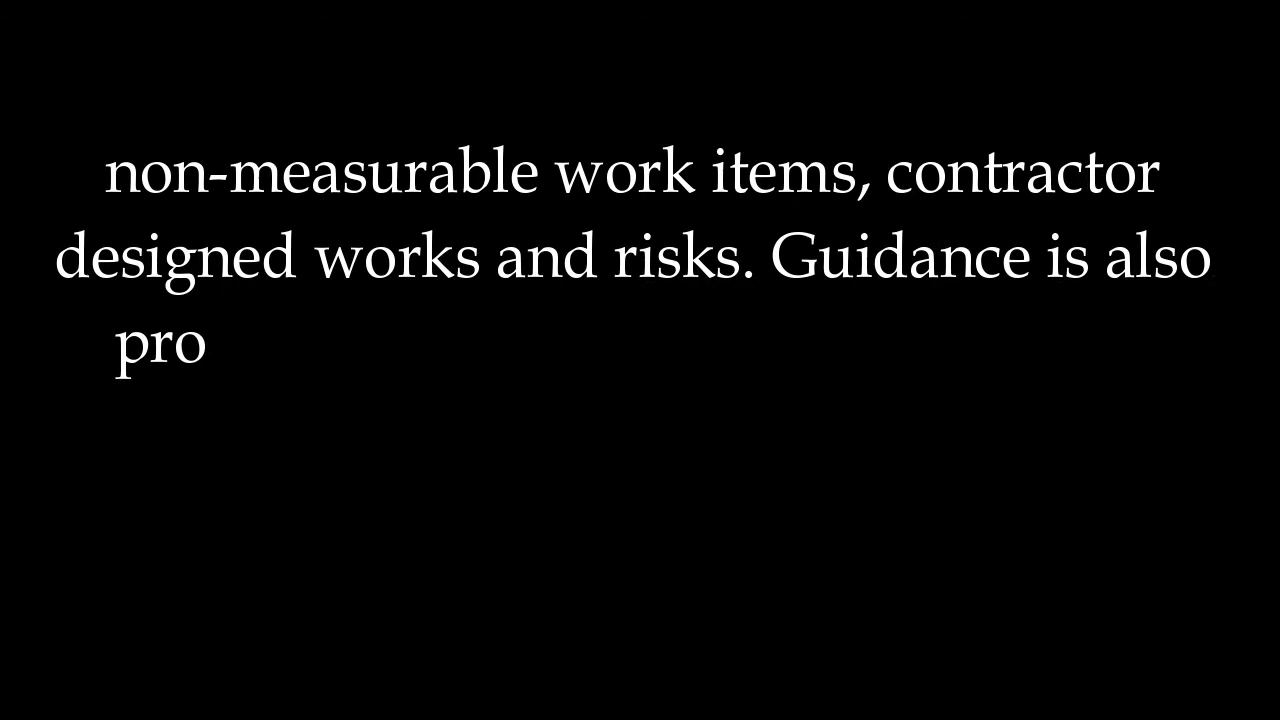 non-measurable work items, contractor
designed works and risks. Guidance is also
pro